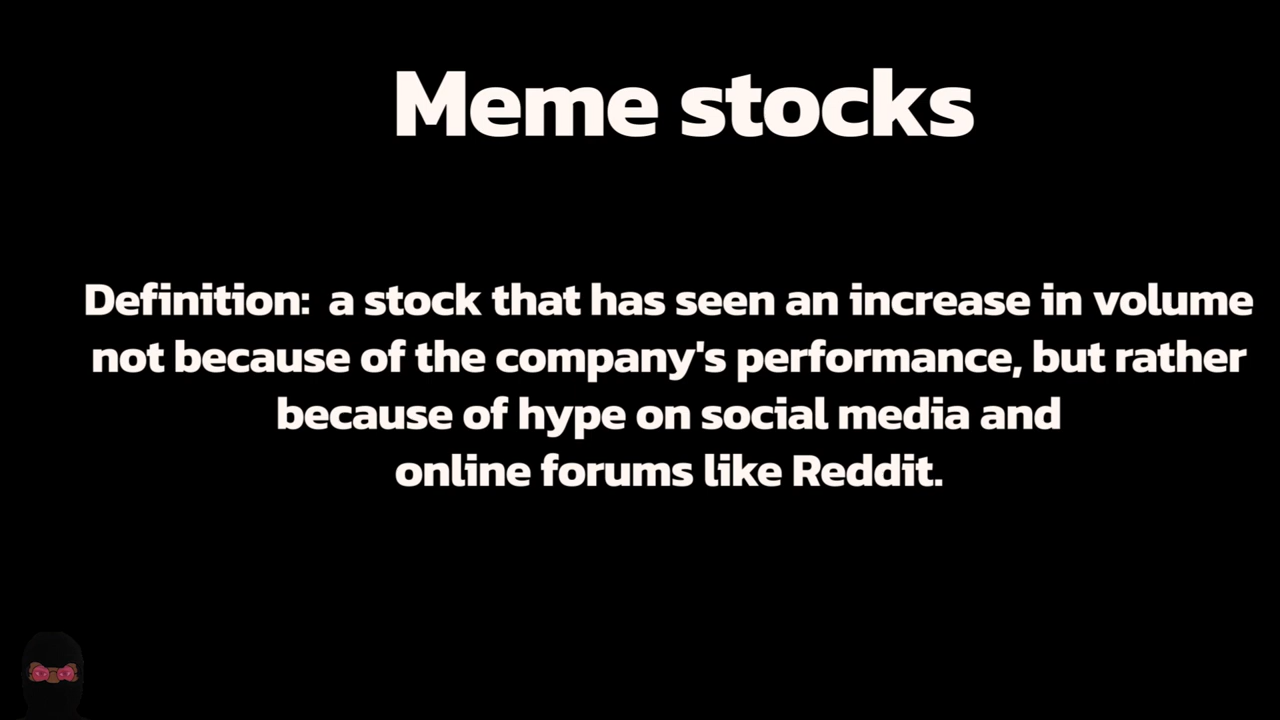 Meme stocks
Definition:  a stock that has seen an increase in volume
not because of the company's performance, but rather
because of hype on social media and
online forums like Reddit.